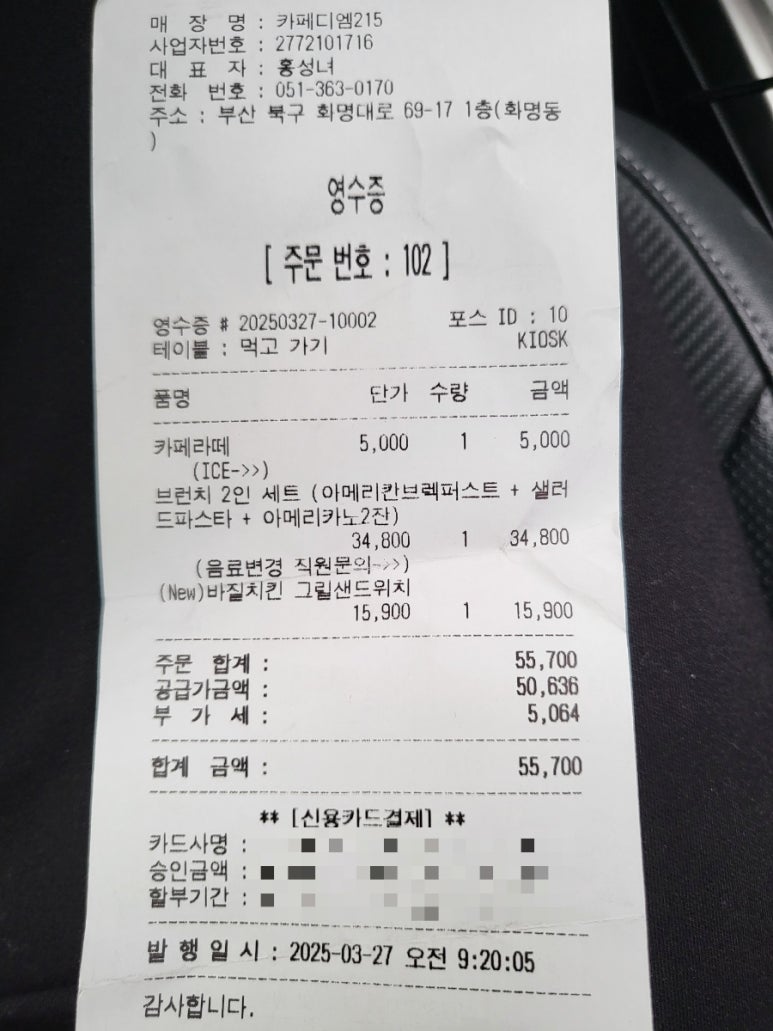 매 장 명 : 카페디엠215
사업자번호 : 2772101716
대 표 자 : 홍성녀
전화 번호 : 051-363-0170
주소 : 부산 북구 화명대로 69-17 1층(화명동
)
영수증
[ 주문 번호 : 102 ]
영수증 # 20250327-10002 포스 ID : 10
테이블 : 먹고 가기 KIOSK
품명 단가 수량 금액
카페라떼 5,000 1 5,000
(ICE->>)
브런치 2인 세트 (아메리칸브렉퍼스트 + 샐러
드파스타 + 아메리카노2잔)
34,800 1 34,800
(음료변경 직원문의->>)
(New)바질치킨 그릴샌드위치
15,900 1 15,900
주문 합계 : 55,700
공급가금액 : 50,636
부 가 세 : 5,064
합계 금액 : 55,700
** [신용카드결제] **
카드사명 :
승인금액 :
할부기간 :
발 행 일 시 : 2025-03-27 오전 9:20:05
감사합니다.